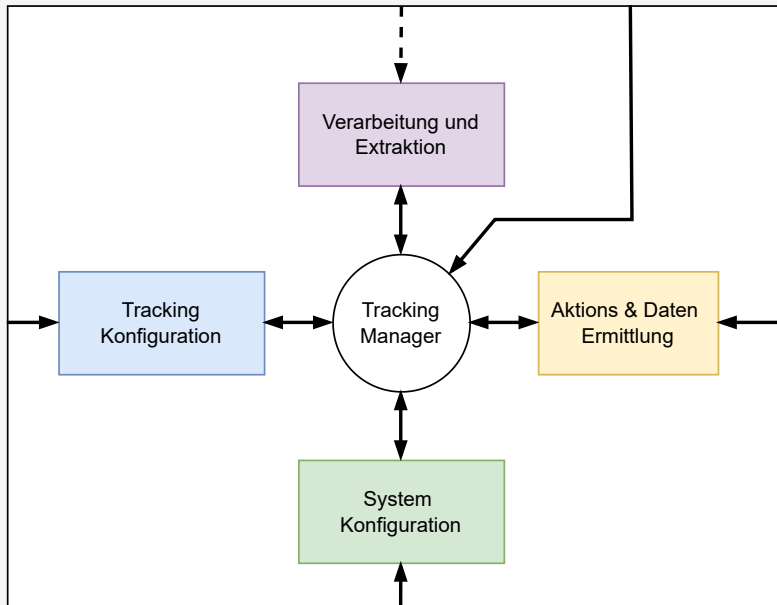 Verarbeitung und
Extraktion
Tracking
Konfiguration
Tracking
Manager
Aktions & Daten
Ermittlung
System
Konfiguration